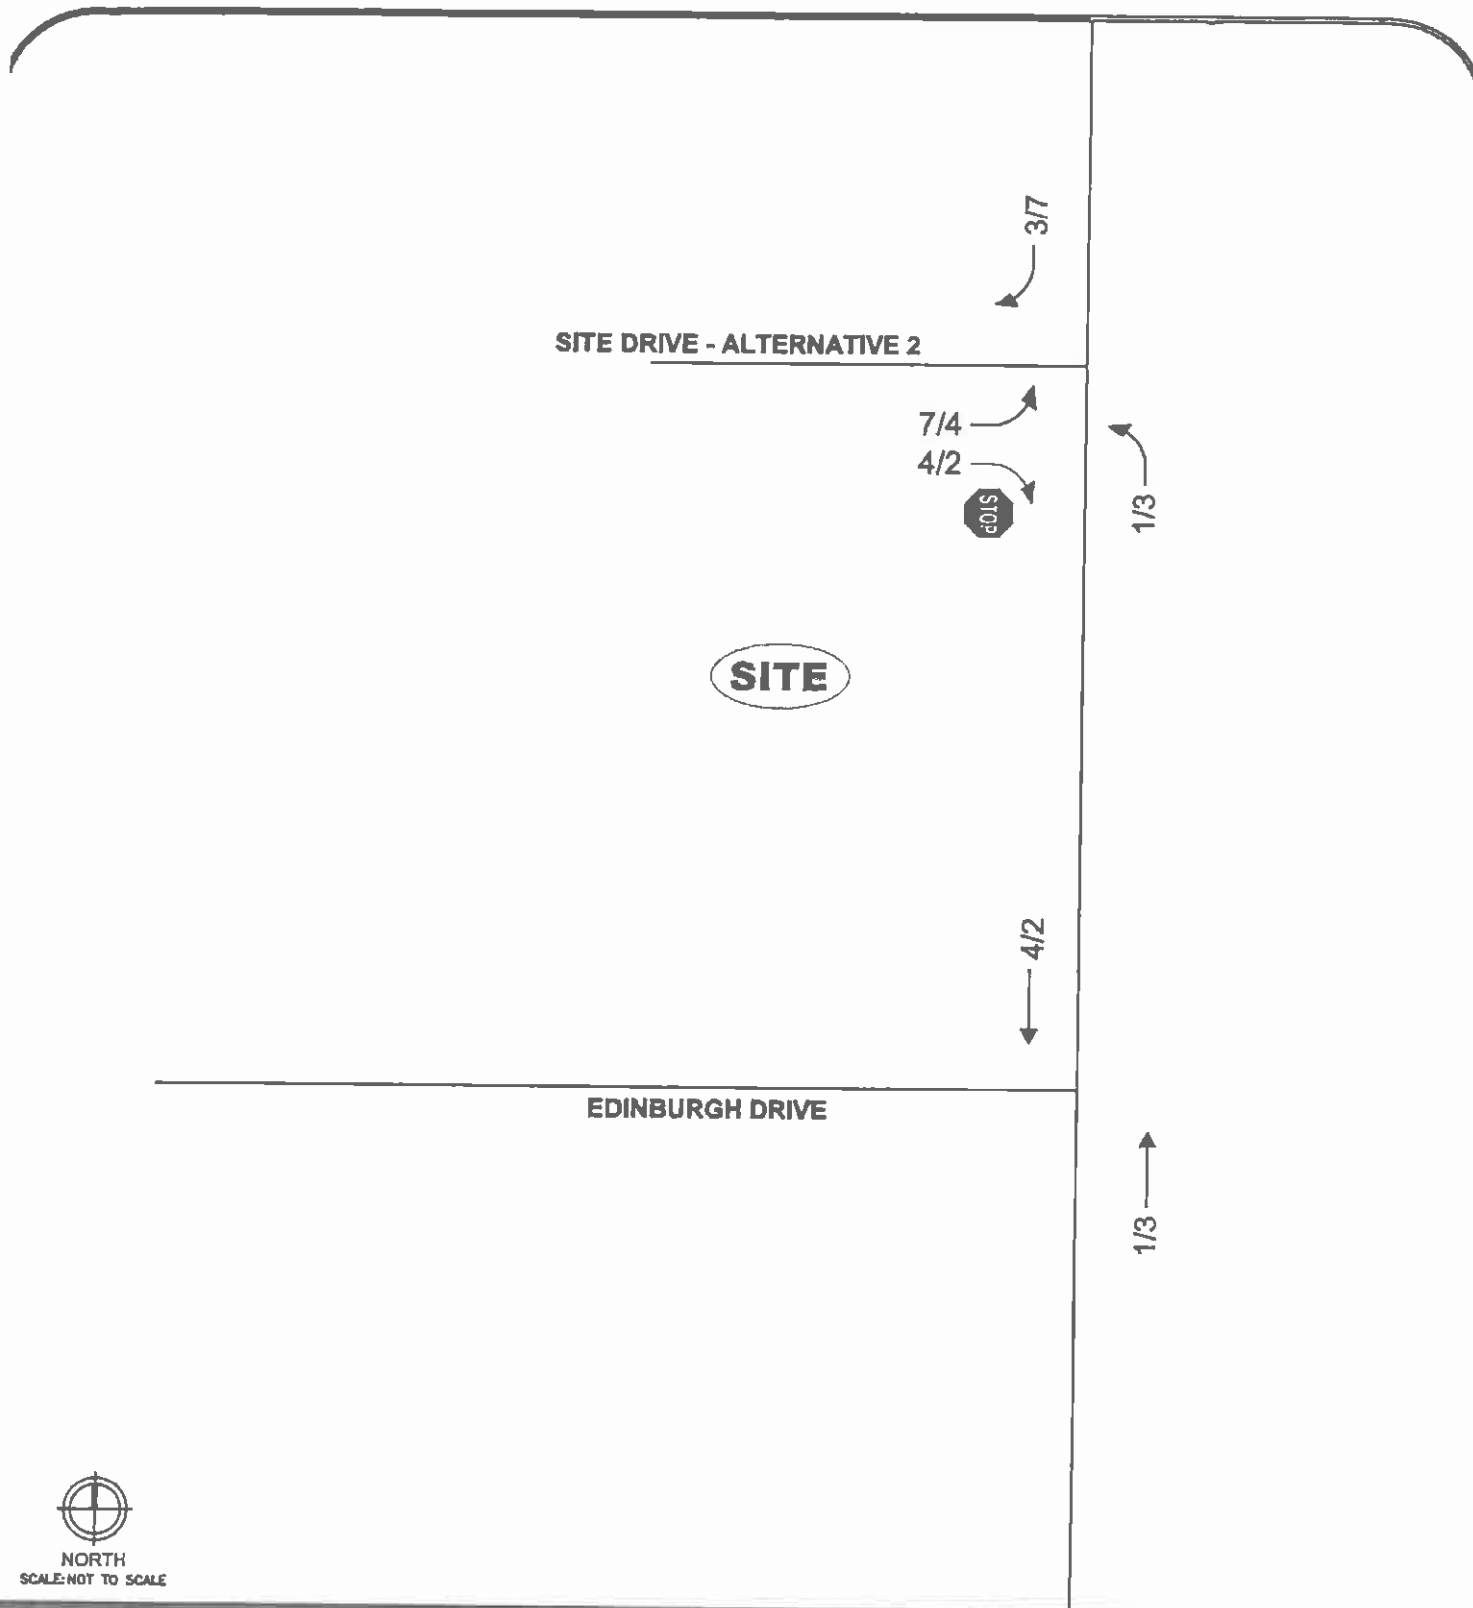 3/7
SITE DRIVE - ALTERNATIVE 2
7/4
4/2
STOP
1/3
SITE
4/2
EDINBURGH DRIVE
1/3
NORTH
SCALE: NOT TO SCALE